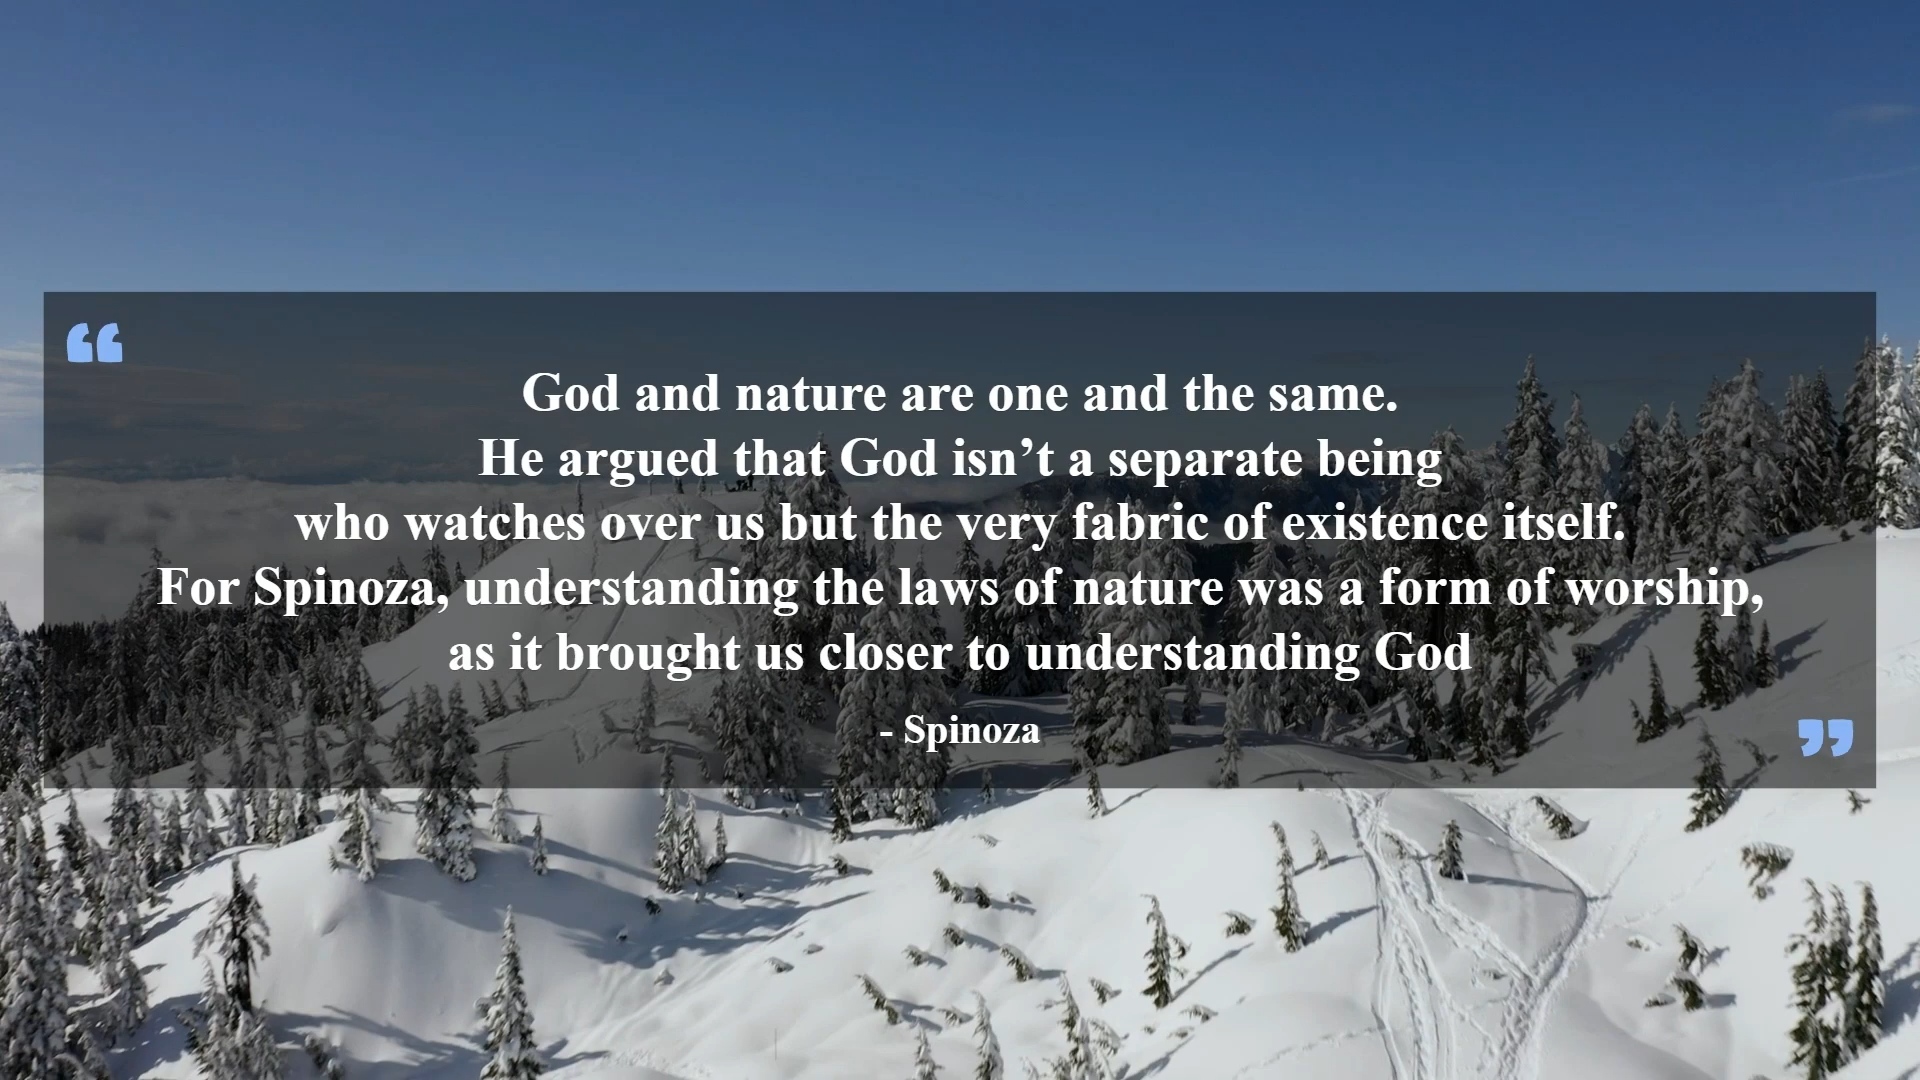 “
God and nature are one and the same.
He argued that God isn’t a separate being
who watches over us but the very fabric of existence itself.
For Spinoza, understanding the laws of nature was a form of worship,
as it brought us closer to understanding God
- Spinoza
”